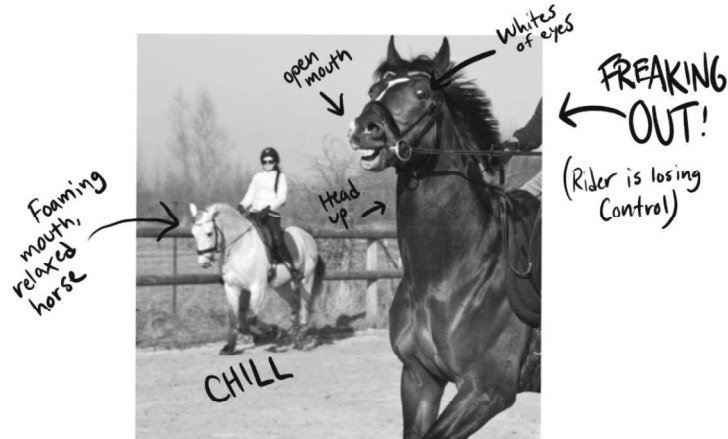 Whites
of eyes
open
mouth
FREAKING
OUT!
(Rider is losing
Control)
Head
up
Foaming
mouth,
relaxed
horse
CHILL